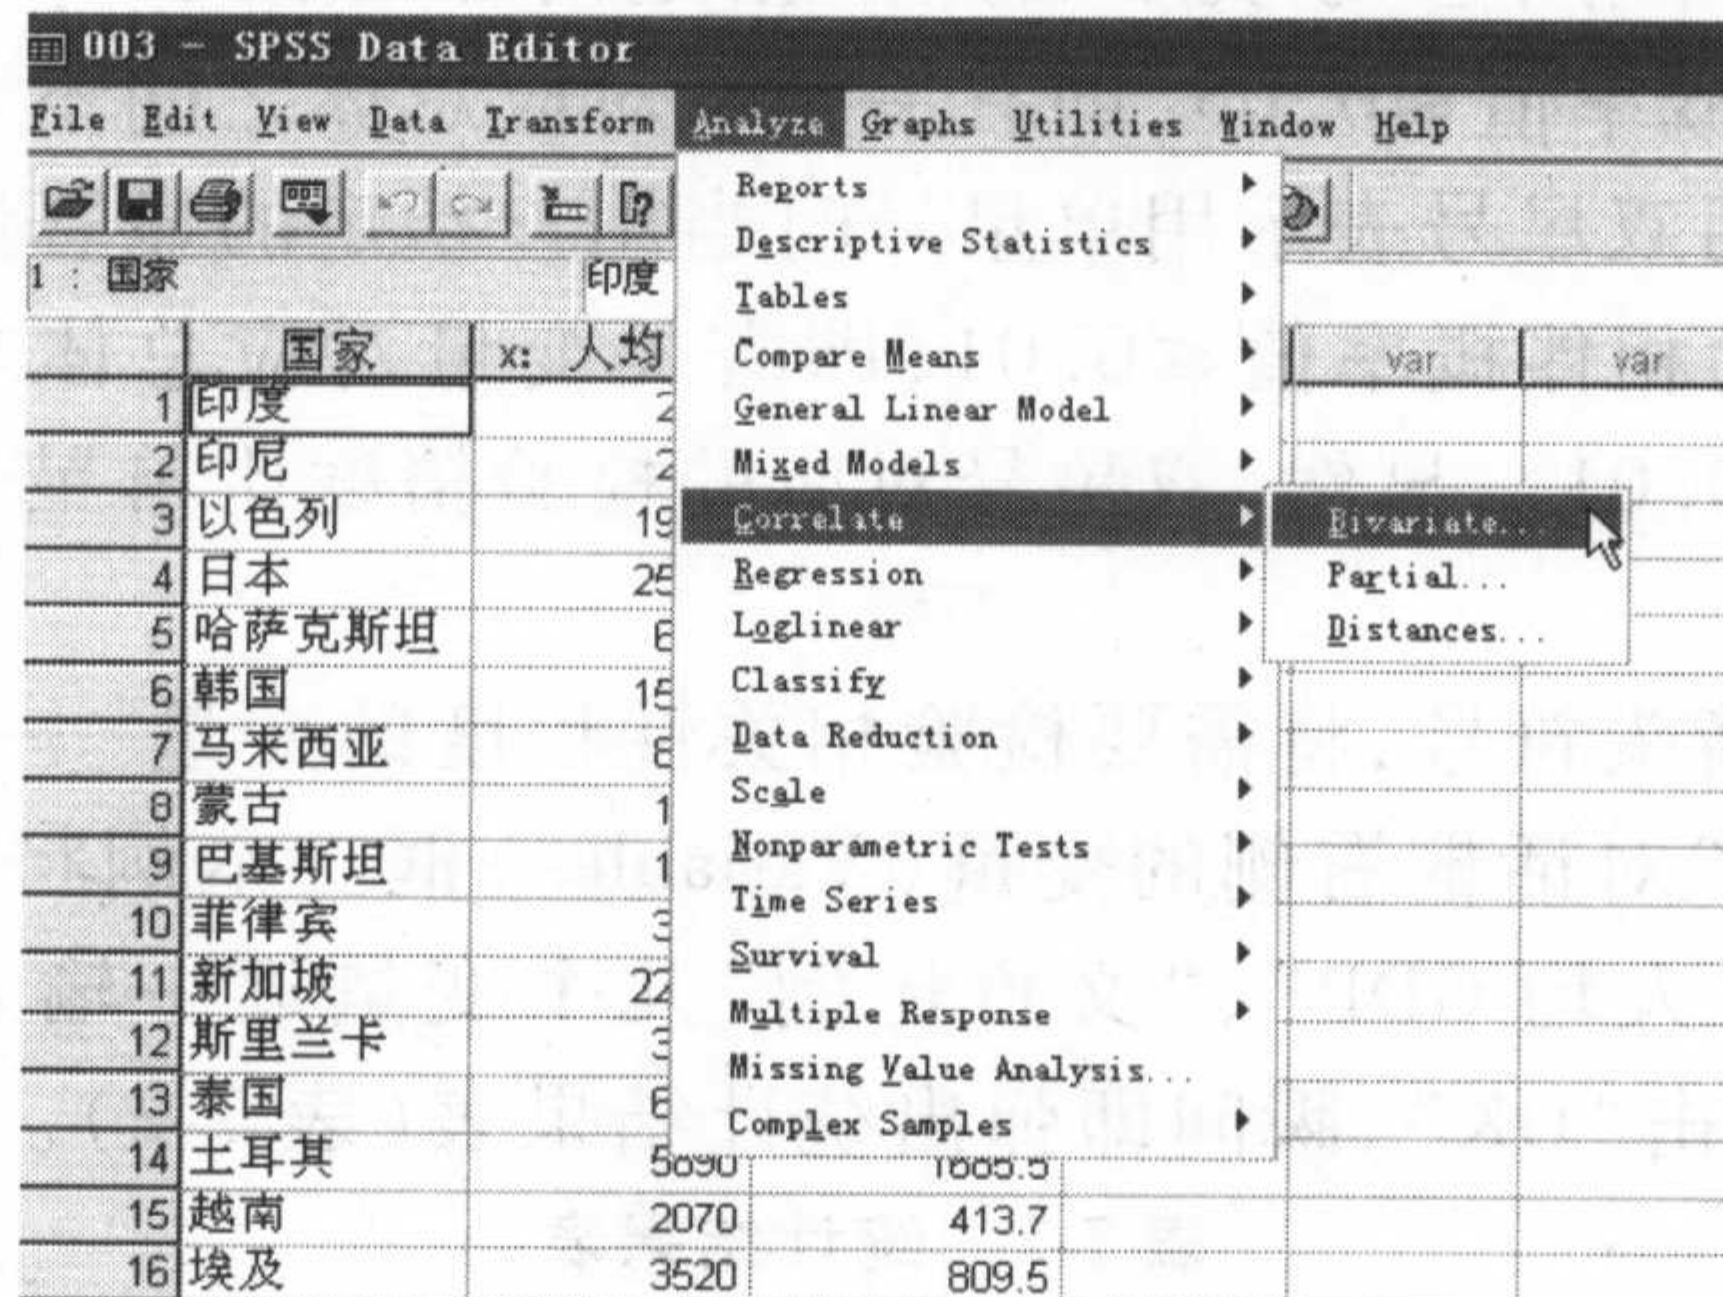 003 - SPSS Data Editor
File Edit View Data Transform Analyze Graphs Utilities Window Help
1 : 国家 印度
国家 x: 人均 var var
1 印度
2 印尼
3 以色列
4 日本
5 哈萨克斯坦
6 韩国
7 马来西亚
8 蒙古
9 巴基斯坦
10 菲律宾
11 新加坡
12 斯里兰卡
13 泰国
14 土耳其
15 越南 2070 413.7
16 埃及 3520 809.5
Reports
Descriptive Statistics
Tables
Compare Means
General Linear Model
Mixed Models
Correlate
Regression
Loglinear
Classify
Data Reduction
Scale
Nonparametric Tests
Time Series
Survival
Multiple Response
Missing Value Analysis...
Complex Samples
Bivariate...
Partial...
Distances...